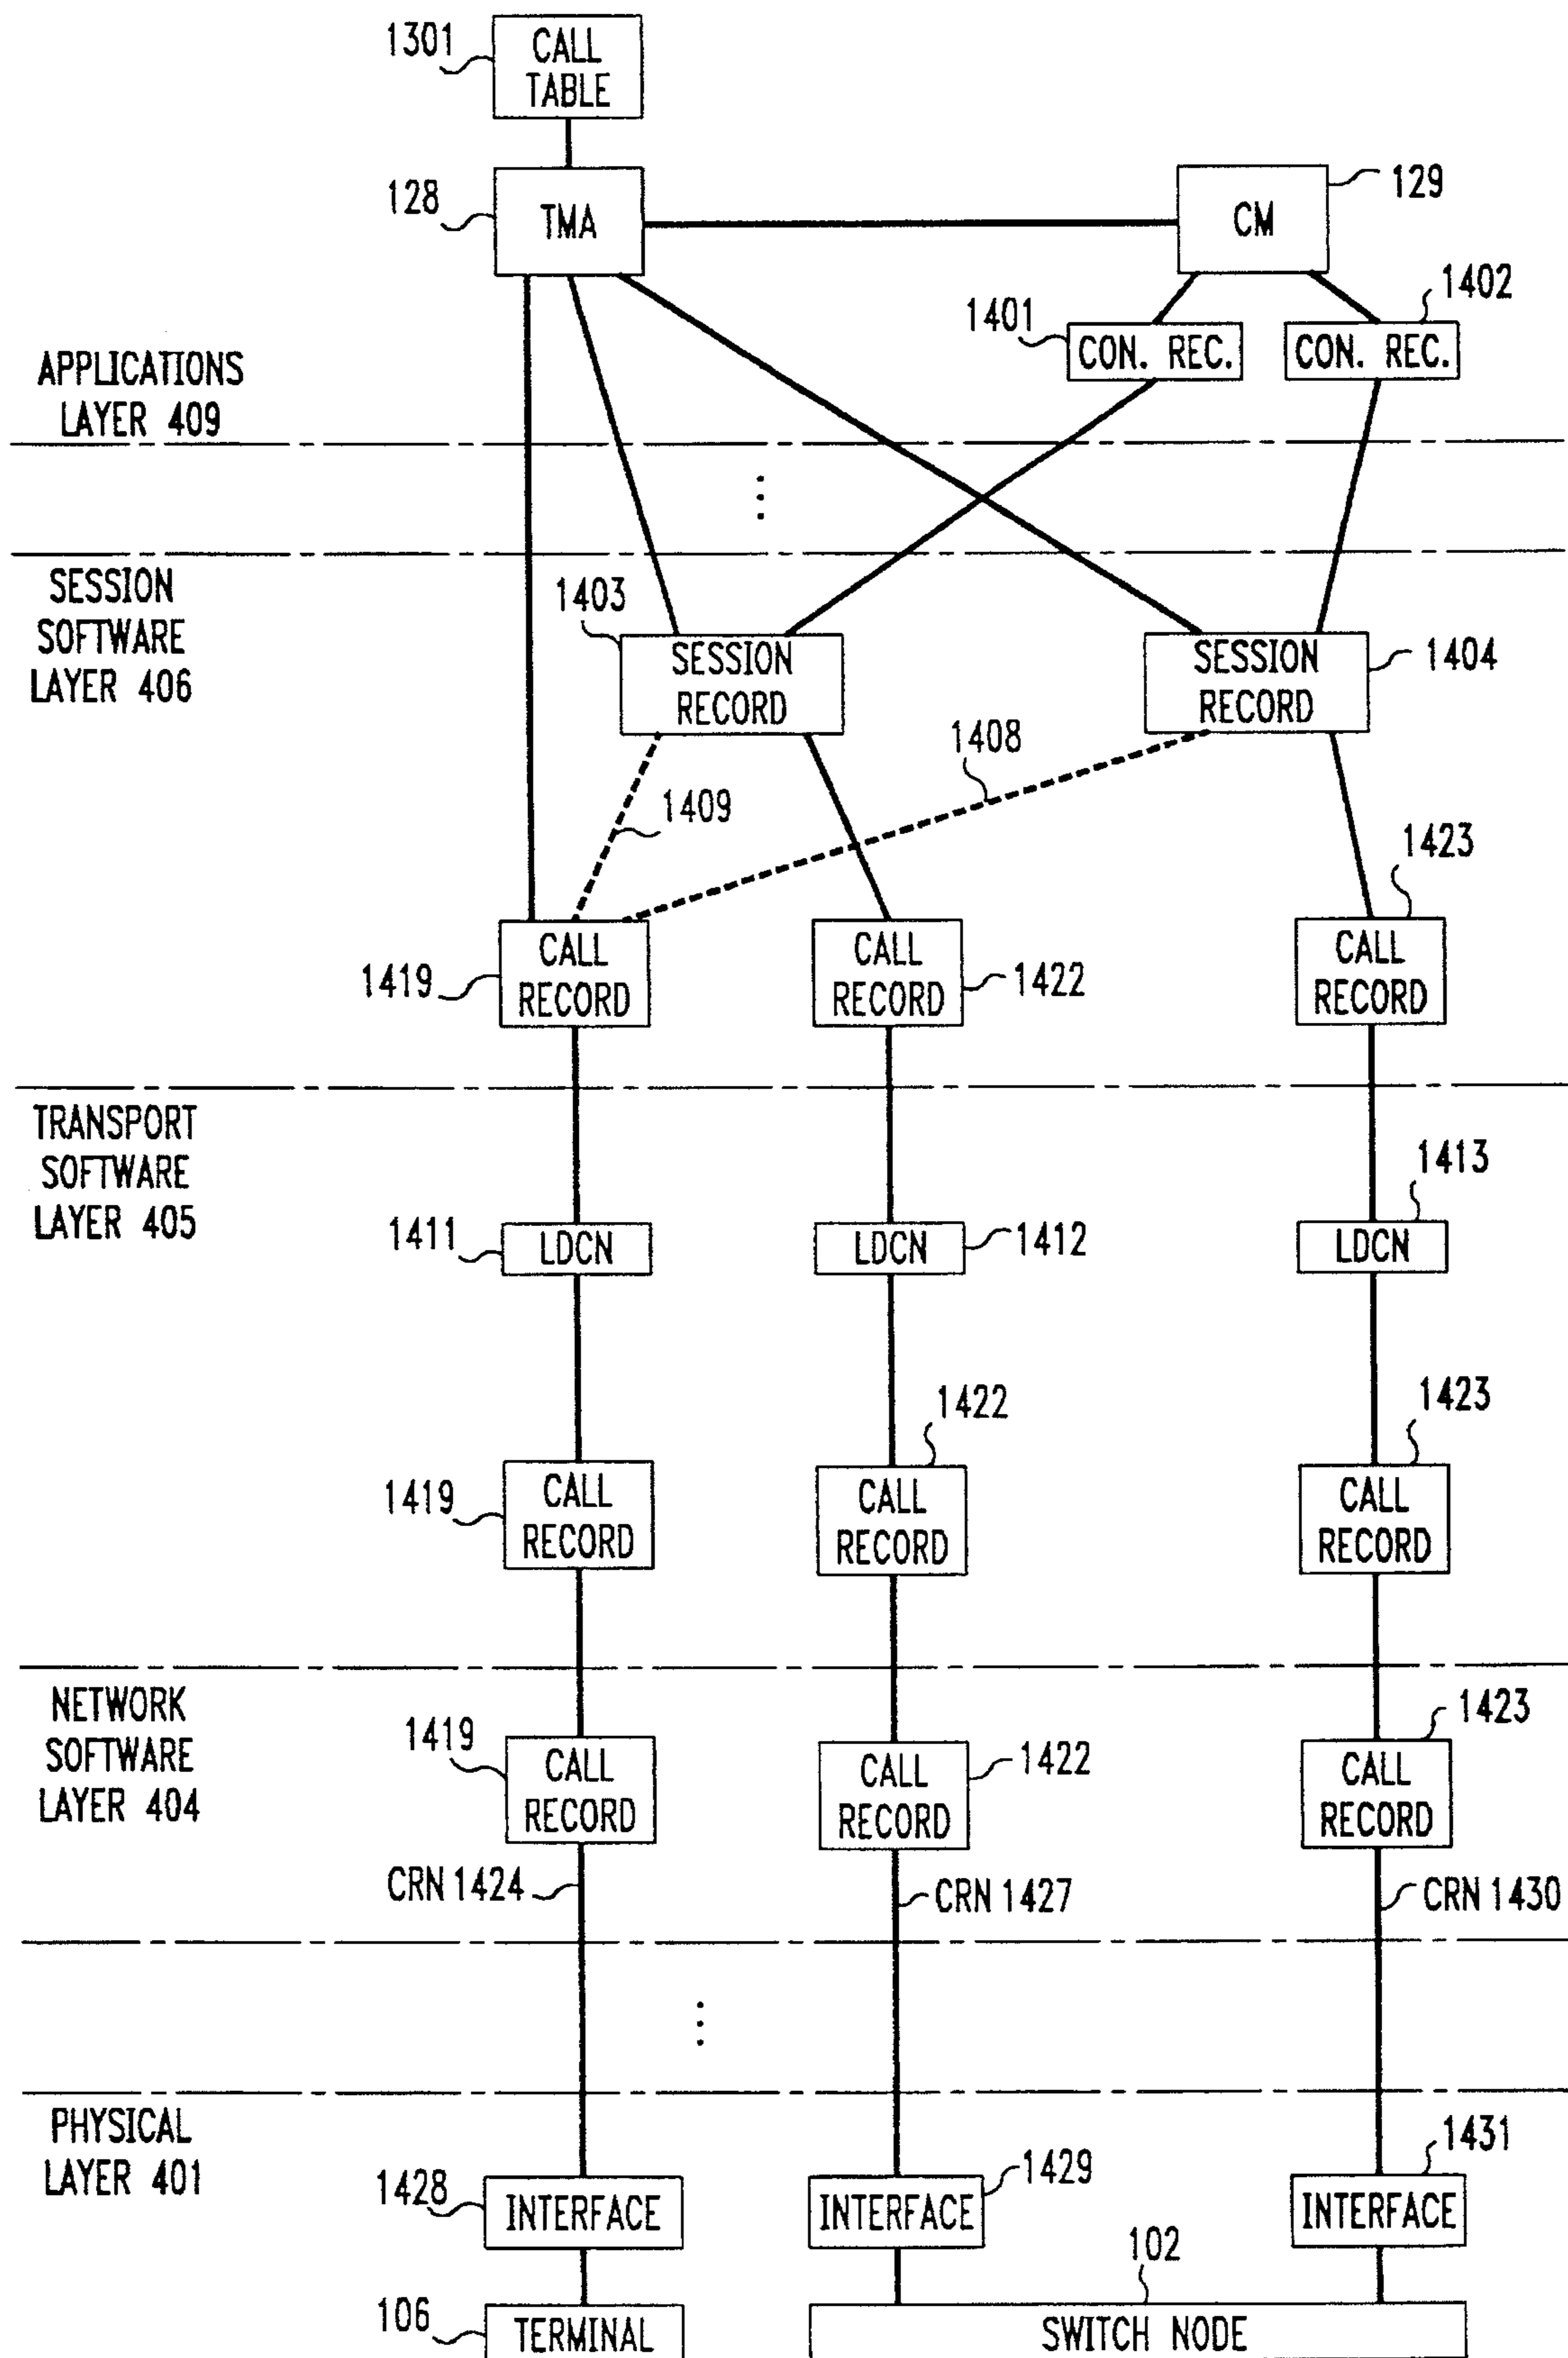 1301
CALL
TABLE
128
TMA
CM
129
1401
1402
CON. REC.
CON. REC.
APPLICATIONS
LAYER 409
SESSION
SOFTWARE
LAYER 406
1403
SESSION
RECORD
SESSION
RECORD
1404
1409
1408
1423
1419
CALL
RECORD
CALL
RECORD
1422
CALL
RECORD
TRANSPORT
SOFTWARE
LAYER 405
1413
1411
LDCN
LDCN
1412
LDCN
1422
1423
1419
CALL
RECORD
CALL
RECORD
CALL
RECORD
NETWORK
SOFTWARE
LAYER 404
1419
CALL
RECORD
CALL
RECORD
1422
1423
CALL
RECORD
CRN 1424
CRN 1427
CRN 1430
PHYSICAL
LAYER 401
1428
INTERFACE
1429
INTERFACE
1431
INTERFACE
102
106
TERMINAL
SWITCH NODE